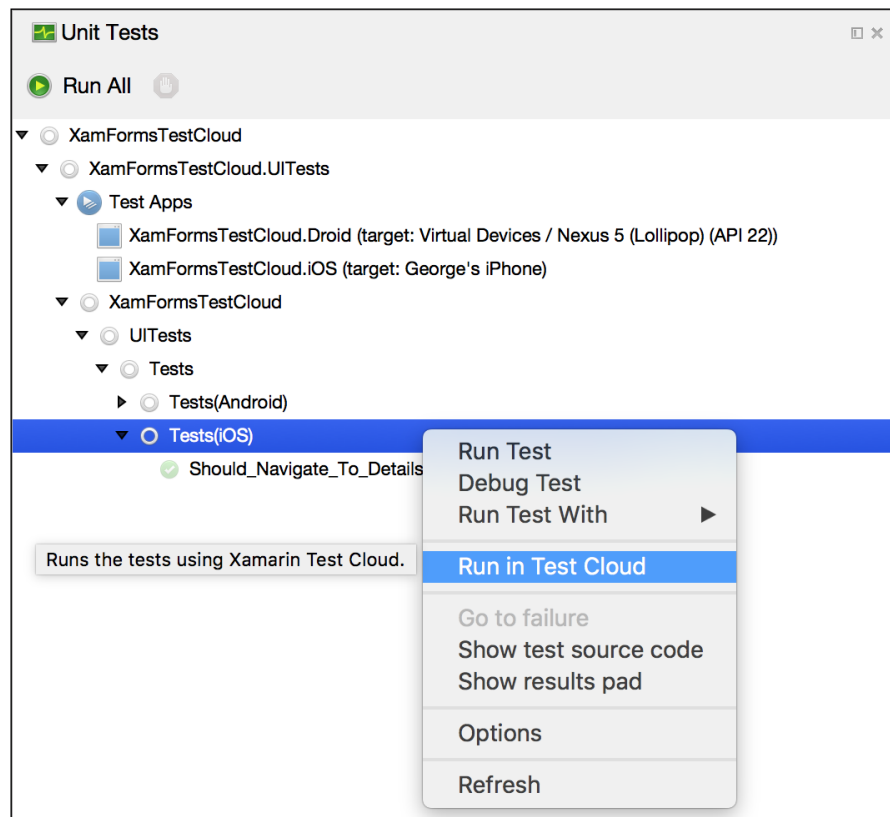 Unit Tests
Run All
XamFormsTestCloud
XamFormsTestCloud.UITests
Test Apps
XamFormsTestCloud.Droid (target: Virtual Devices / Nexus 5 (Lollipop) (API 22))
XamFormsTestCloud.iOS (target: George's iPhone)
XamFormsTestCloud
UITests
Tests
Tests(Android)
Tests(iOS)
Should_Navigate_To_Details
Runs the tests using Xamarin Test Cloud.
Run Test
Debug Test
Run Test With
Run in Test Cloud
Go to failure
Show test source code
Show results pad
Options
Refresh